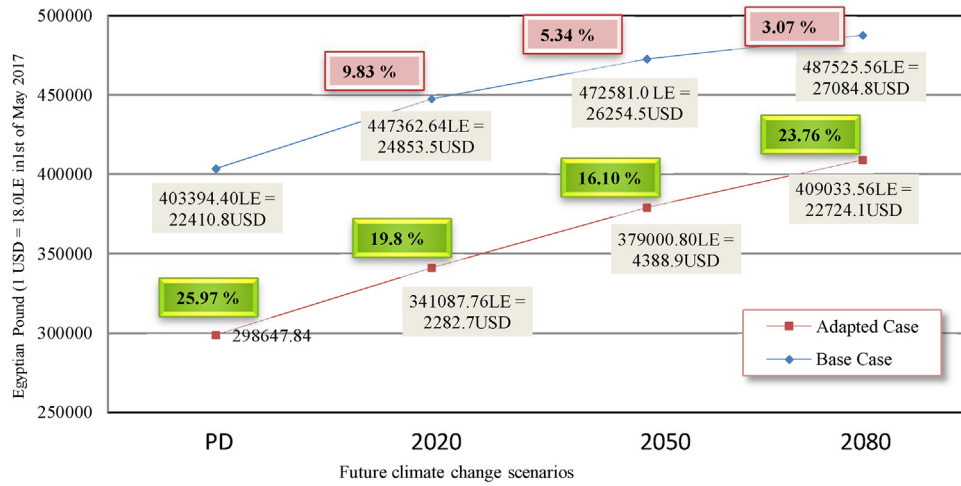 Egyptian Pound (1 USD = 18.0LE in1st of May 2017
500000
450000
400000
350000
300000
250000
9.83 %
5.34 %
3.07 %
447362.64LE =
24853.5USD
472581.0 LE =
26254.5USD
487525.56LE =
27084.8USD
403394.40LE =
22410.8USD
25.97 %
19.8 %
16.10 %
23.76 %
298647.84
341087.76LE =
2282.7USD
379000.80LE =
4388.9USD
409033.56LE =
22724.1USD
Adapted Case
Base Case
PD
2020
2050
2080
Future climate change scenarios